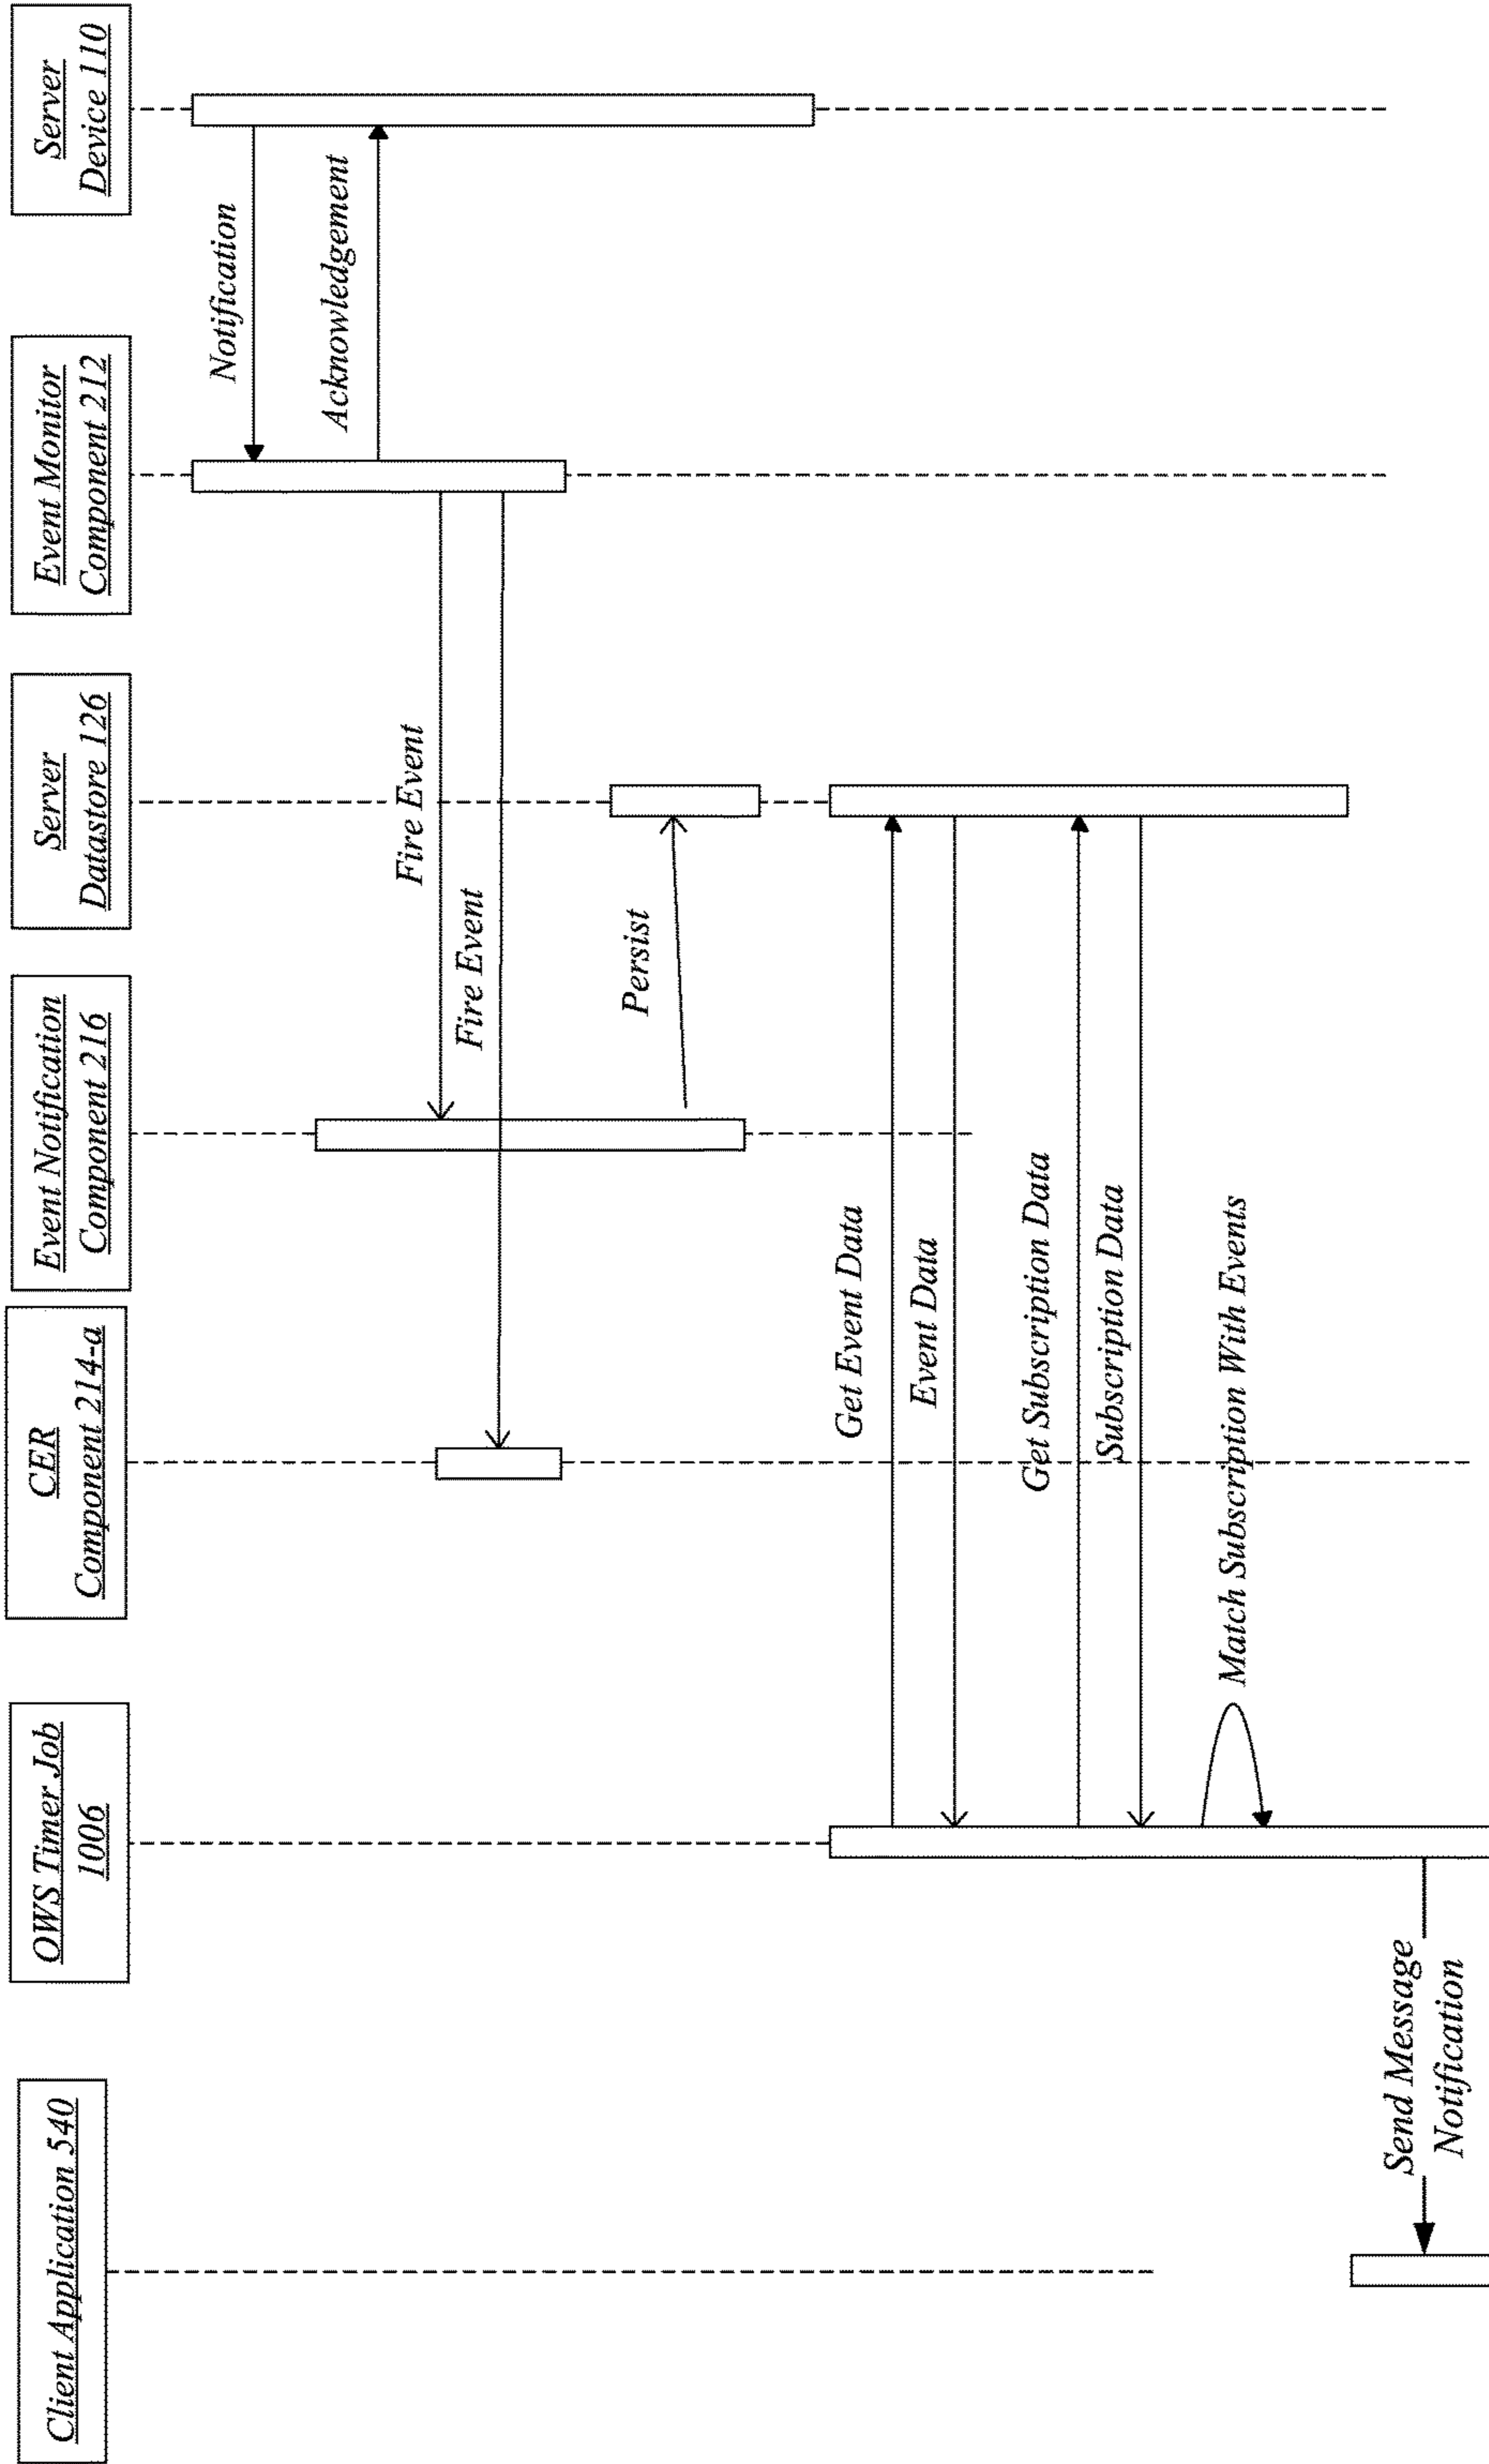 Client Application 540
OWS Timer Job
1006
CER
Component 214-a
Event Notification
Component 216
Server
Datastore 126
Event Monitor
Component 212
Server
Device 110
Notification
Acknowledgement
Fire Event
Fire Event
Persist
Get Event Data
Event Data
Get Subscription Data
Subscription Data
Match Subscription With Events
Send Message
Notification